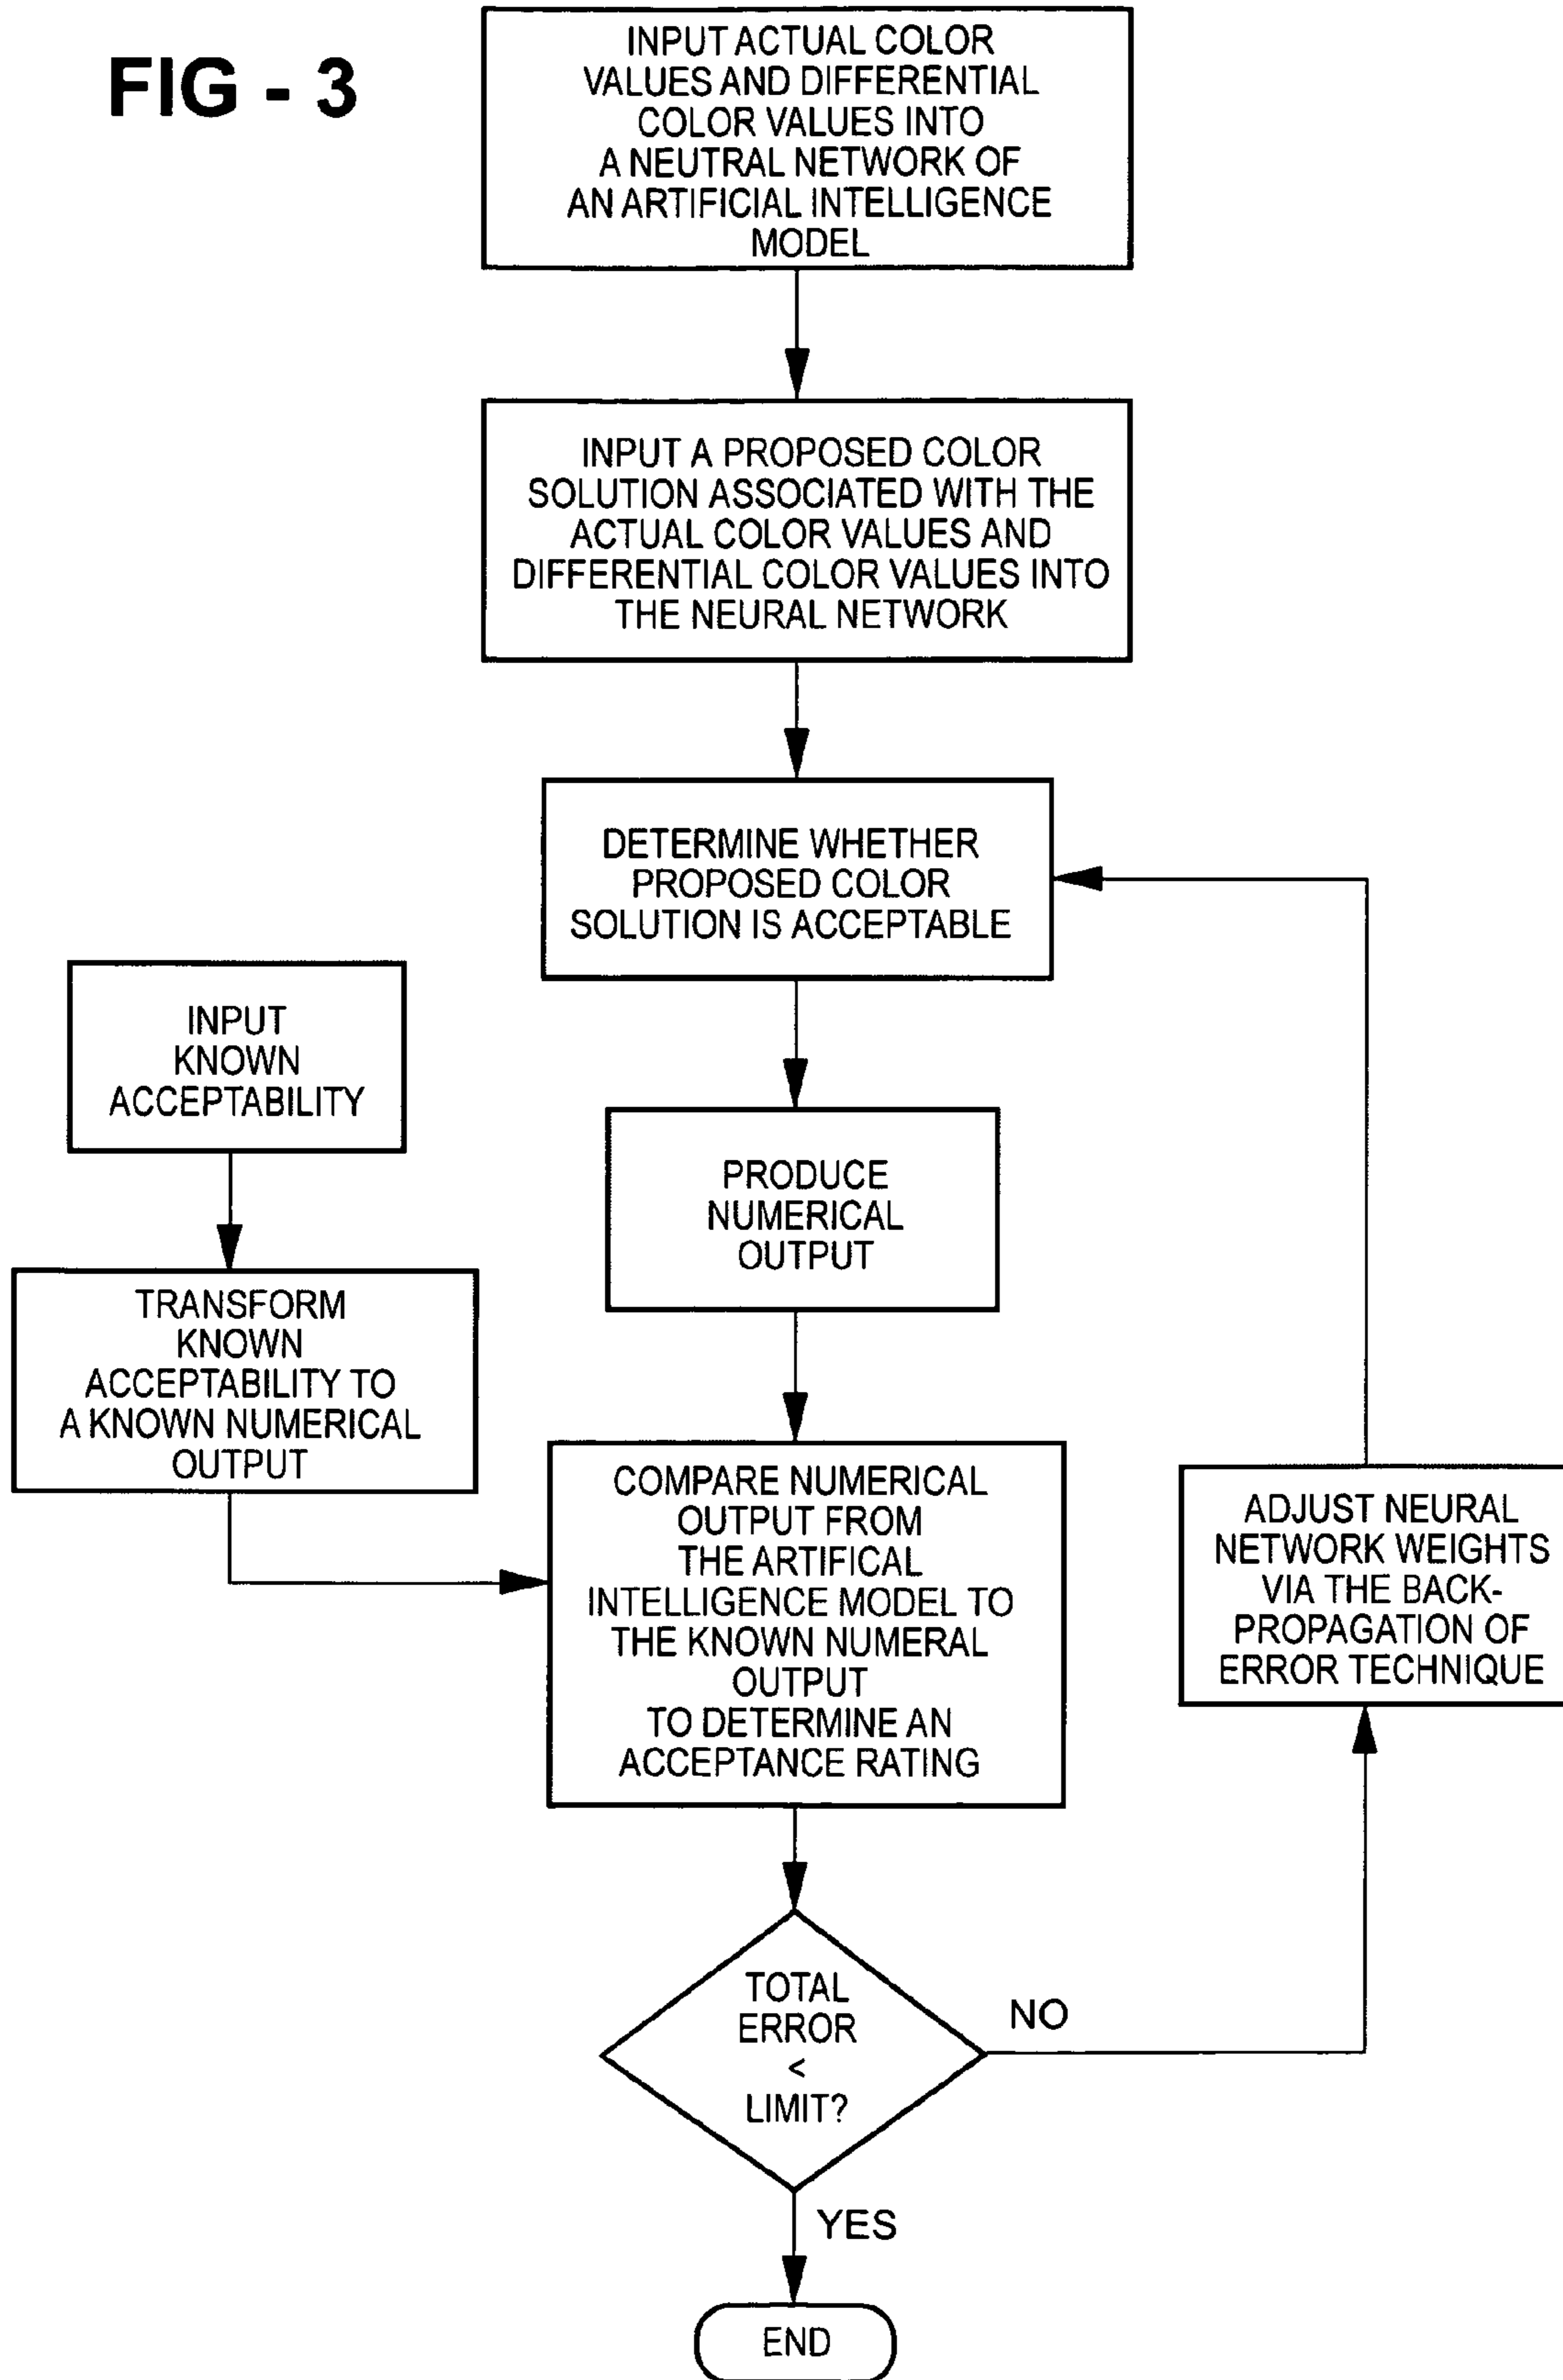 FIG - 3
INPUT ACTUAL COLOR
VALUES AND DIFFERENTIAL
COLOR VALUES INTO
A NEUTRAL NETWORK OF
AN ARTIFICIAL INTELLIGENCE
MODEL
INPUT A PROPOSED COLOR
SOLUTION ASSOCIATED WITH THE
ACTUAL COLOR VALUES AND
DIFFERENTIAL COLOR VALUES INTO
THE NEURAL NETWORK
DETERMINE WHETHER
PROPOSED COLOR
SOLUTION IS ACCEPTABLE
INPUT
KNOWN
ACCEPTABILITY
PRODUCE
NUMERICAL
OUTPUT
TRANSFORM
KNOWN
ACCEPTABILITY TO
A KNOWN NUMERICAL
OUTPUT
COMPARE NUMERICAL
OUTPUT FROM
THE ARTIFICAL
INTELLIGENCE MODEL TO
THE KNOWN NUMERAL
OUTPUT
TO DETERMINE AN
ACCEPTANCE RATING
ADJUST NEURAL
NETWORK WEIGHTS
VIA THE BACK-
PROPAGATION OF
ERROR TECHNIQUE
TOTAL
ERROR
<
LIMIT?
NO
YES
END